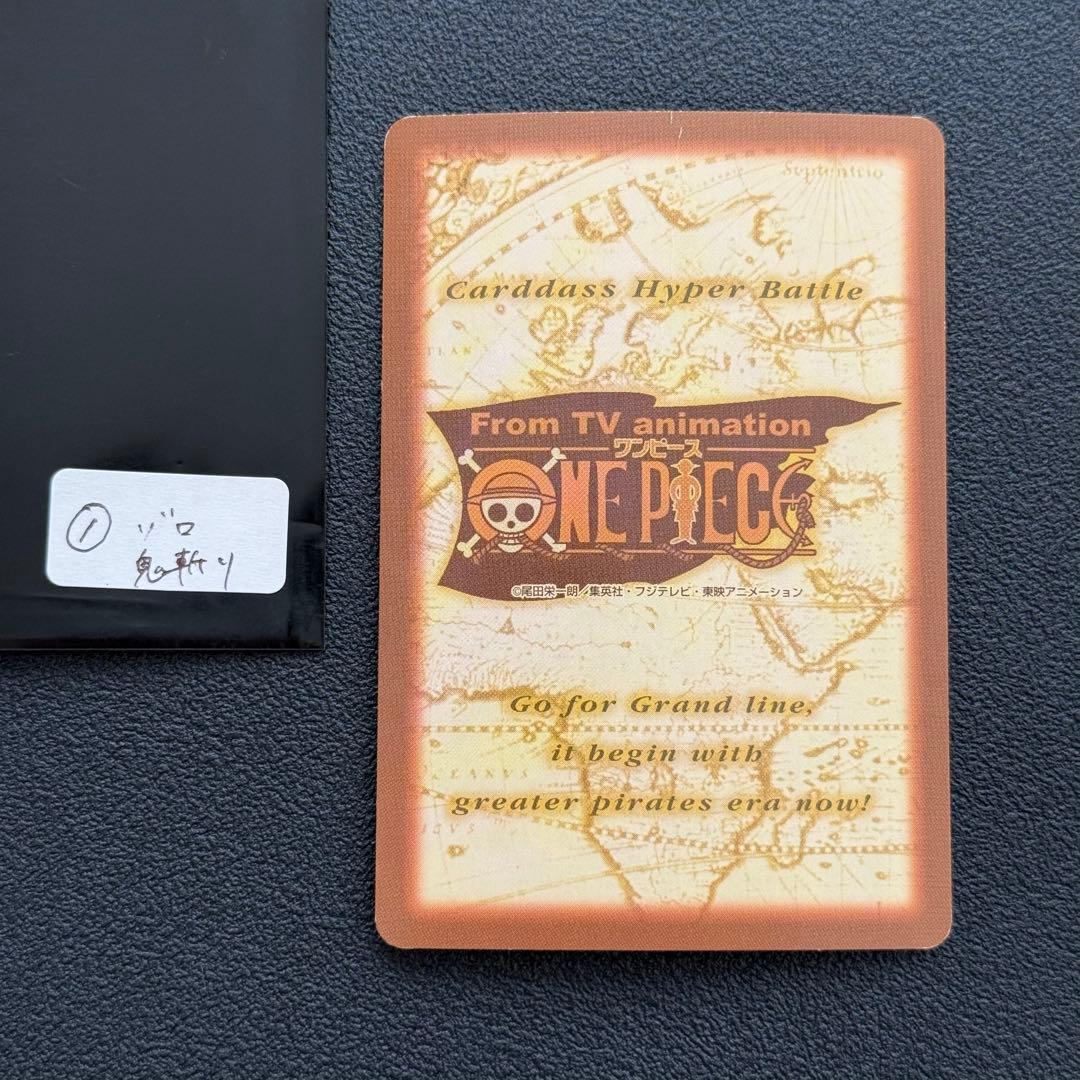 ① ゾロ
鬼斬り
Septentrio
Carddass Hyper Battle
From TV animation
ワンピース
ONE PIECE
©尾田栄一朗／集英社・フジテレビ・東映アニメーション
Go for Grand line,
it begin with
greater pirates era now!